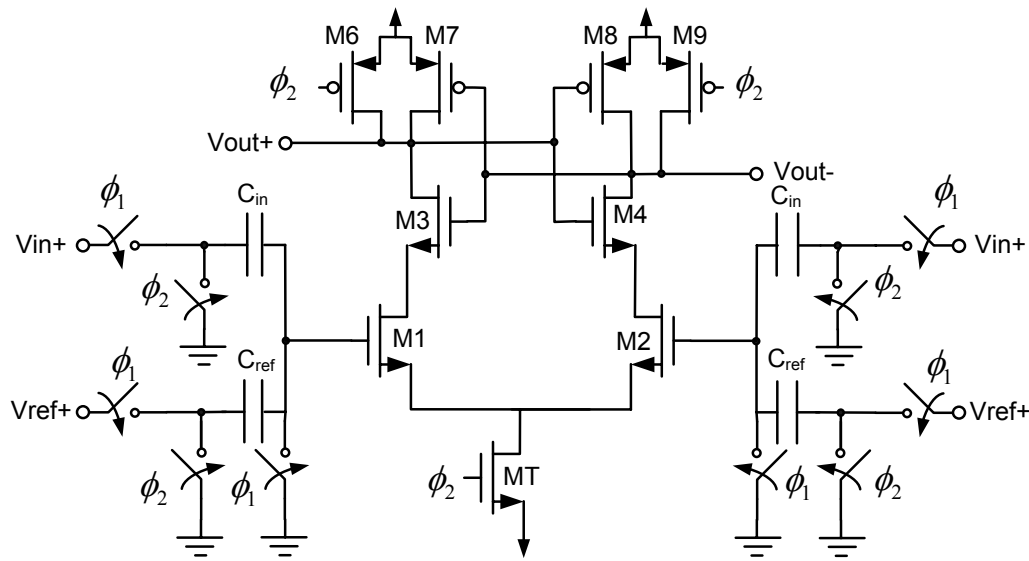 M6 M7 M8 M9
ϕ₂ ϕ₂
Vout+
Vout-
Cin Cin
ϕ₁ M3 M4 ϕ₁
Vin+ Vin+
ϕ₂ ϕ₂
M1 M2
Cref Cref
ϕ₁ ϕ₁
Vref+ Vref+
ϕ₂ ϕ₁ ϕ₂ MT ϕ₁ ϕ₂